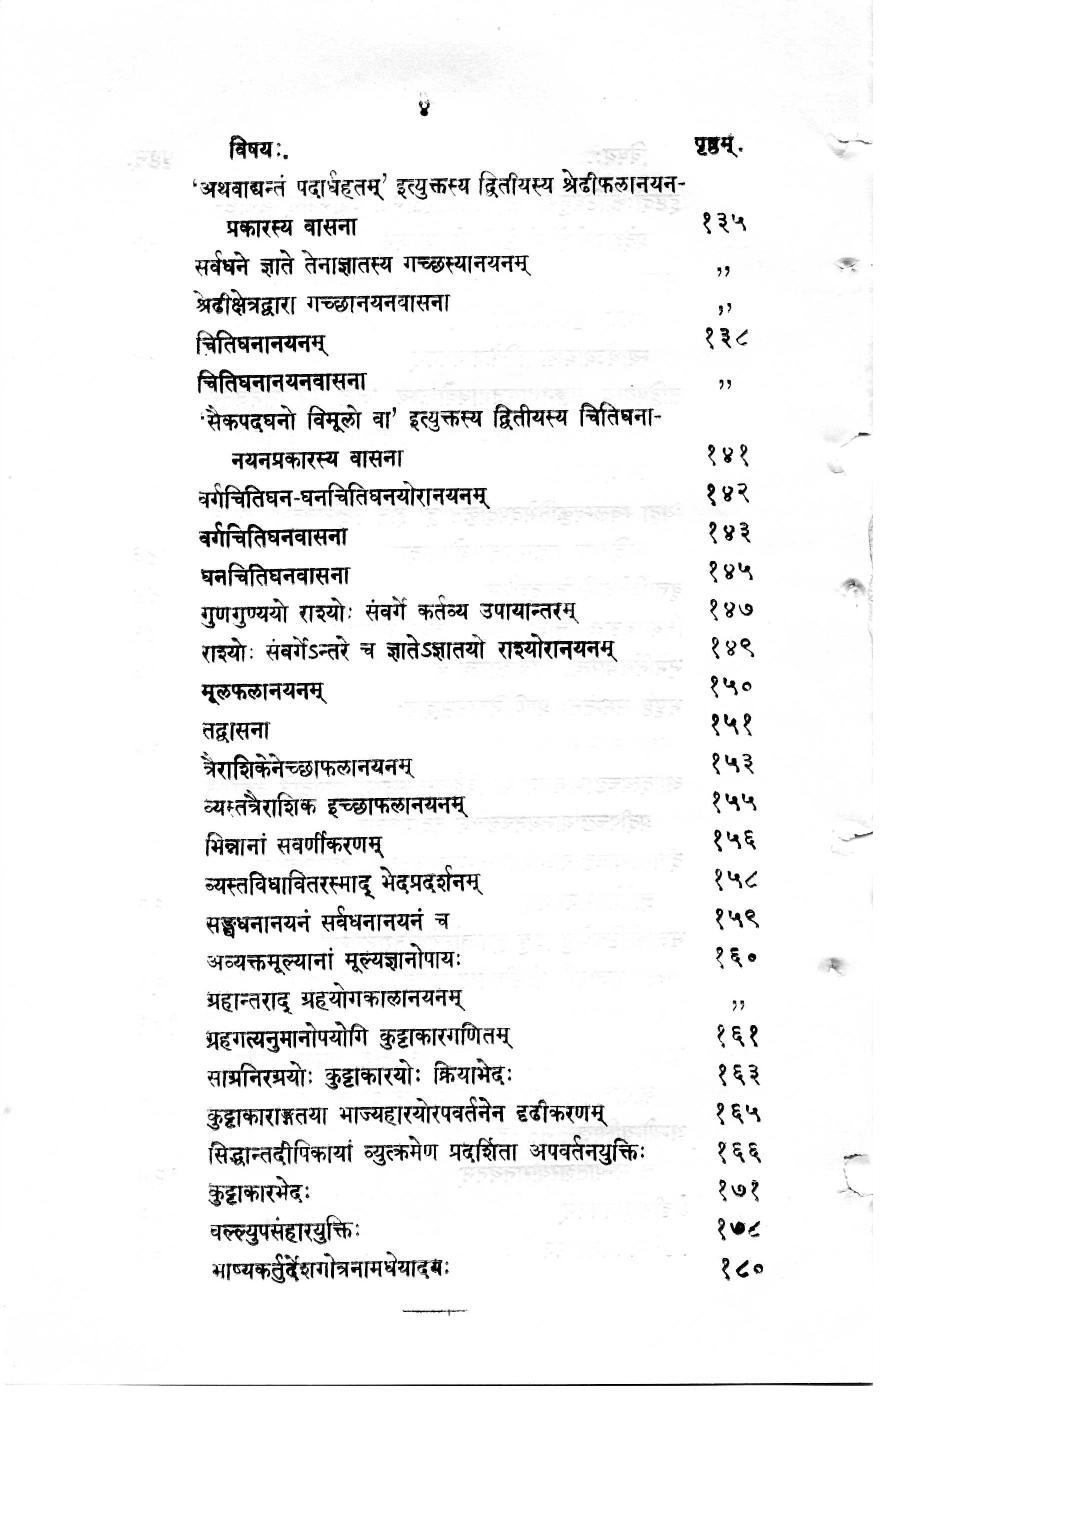 ४
विषयः. पृष्ठम्.
‘अथवाद्यन्तं पदार्धहतम्’ इत्युक्तस्य द्वितीयस्य श्रेढीफलानयन-
प्रकारस्य वासना १३५
सर्वधने ज्ञाते तेनाज्ञातस्य गच्छस्यानयनम् ,,
श्रेढीक्षेत्रद्वारा गच्छानयनवासना ,,
चितिघनानयनम् १३८
चितिघनानयनवासना ,,
‘सैकपदघनो विमूलो वा’ इत्युक्तस्य द्वितीयस्य चितिघना-
नयनप्रकारस्य वासना १४१
वर्गचितिघन-घनचितिघनयोरानयनम् १४२
वर्गचितिघनवासना १४३
घनचितिघनवासना १४५
गुणगुण्ययो राश्योः संवर्गे कर्तव्य उपायान्तरम् १४७
राश्योः संवर्गेऽन्तरे च ज्ञातेऽज्ञातयो राश्योरानयनम् १४९
मूलफलानयनम् १५०
तद्वासना १५१
त्रैराशिकेनेच्छाफलानयनम् १५३
व्यस्तत्रैराशिक इच्छाफलानयनम् १५५
भिन्नानां सवर्णीकरणम् १५६
व्यस्तविधावितरस्माद् भेदप्रदर्शनम् १५८
सङ्घधनानयनं सर्वधनानयनं च १५९
अव्यक्तमूल्यानां मूल्यज्ञानोपायः १६०
ग्रहान्तराद् ग्रहयोगकालानयनम् ,,
ग्रहगत्यनुमानोपयोगि कुट्टाकारगणितम् १६१
साग्रनिरग्रयोः कुट्टाकारयोः क्रियाभेदः १६३
कुट्टाकाराङ्गतया भाज्यहारयोरपवर्तनेन दृढीकरणम् १६५
सिद्धान्तदीपिकायां व्युत्क्रमेण प्रदर्शिता अपवर्तनयुक्तिः १६६
कुट्टाकारभेदः १७१
वल्ल्युपसंहारयुक्तिः १७८
भाष्यकर्तुर्देशगोत्रनामधेयादयः १८०